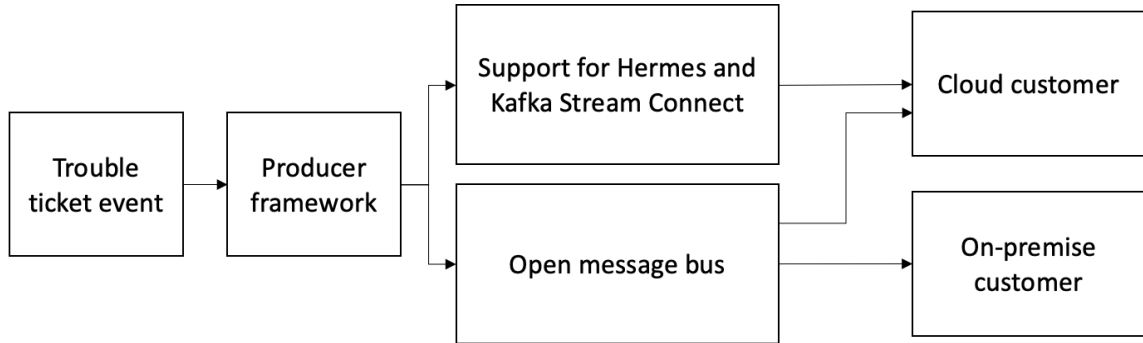 Trouble
ticket event
Producer
framework
Support for Hermes and
Kafka Stream Connect
Open message bus
Cloud customer
On-premise
customer